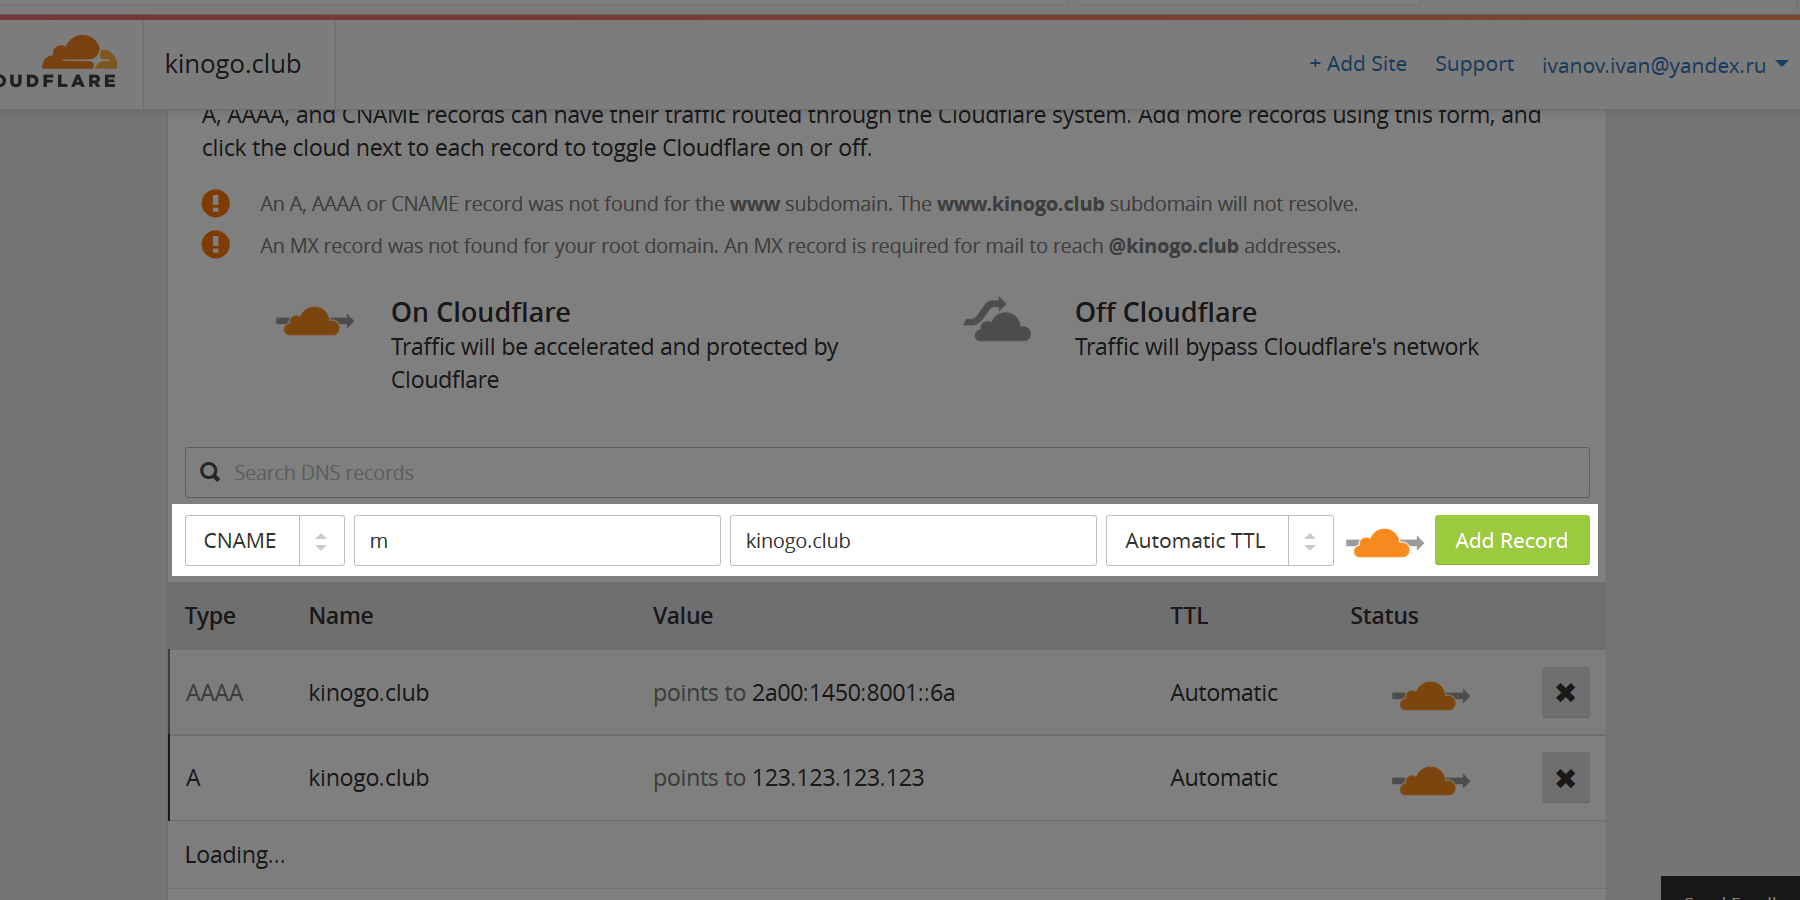 kinogo.club
+ Add Site Support ivanov.ivan@yandex.ru
A, AAAA, and CNAME records can have their traffic routed through the Cloudflare system. Add more records using this form, and
click the cloud next to each record to toggle Cloudflare on or off.
An A, AAAA or CNAME record was not found for the www subdomain. The www.kinogo.club subdomain will not resolve.
An MX record was not found for your root domain. An MX record is required for mail to reach @kinogo.club addresses.
On Cloudflare
Traffic will be accelerated and protected by
Cloudflare
Off Cloudflare
Traffic will bypass Cloudflare's network
Search DNS records
CNAME m kinogo.club Automatic TTL Add Record
Type Name Value TTL Status
AAAA kinogo.club points to 2a00:1450:8001::6a Automatic
A kinogo.club points to 123.123.123.123 Automatic
Loading...